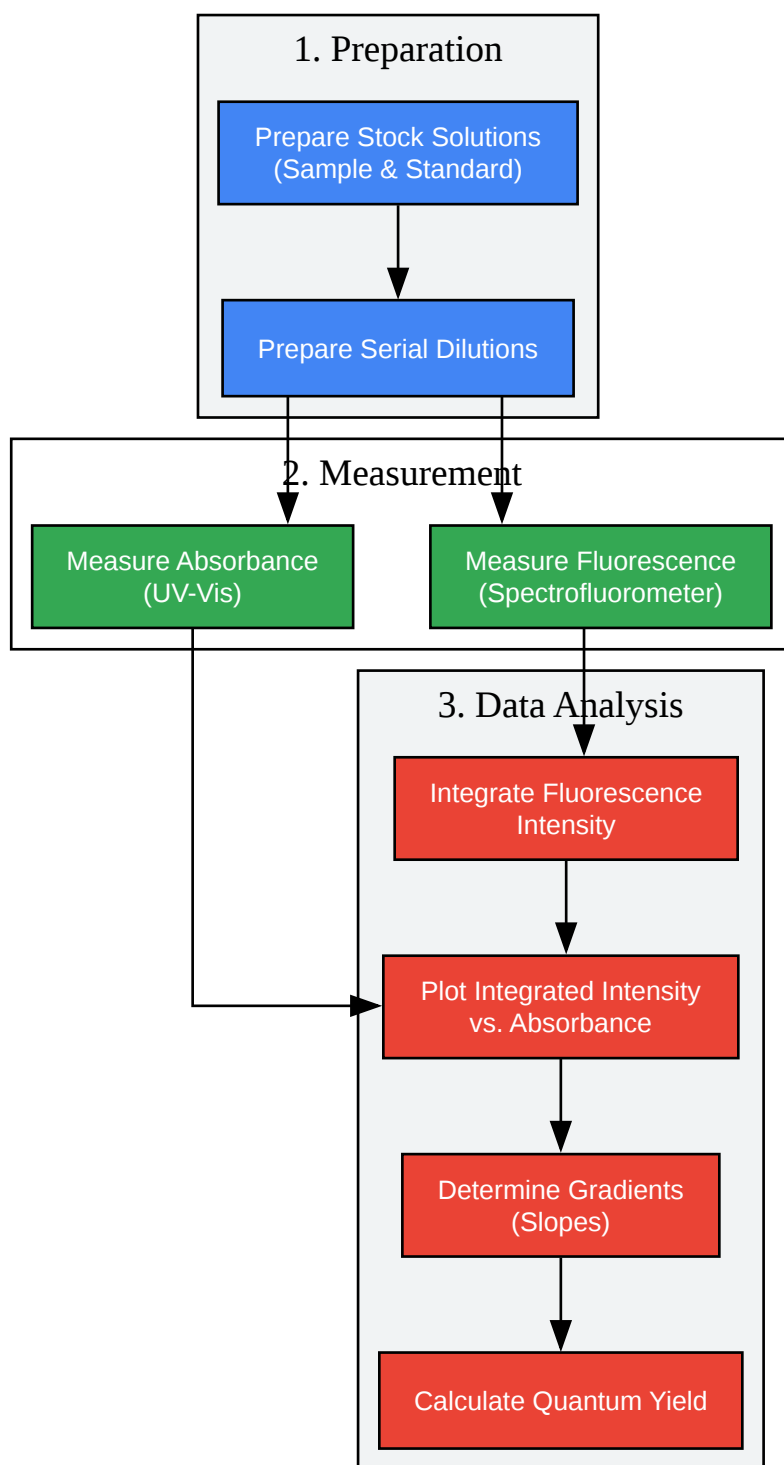 1. Preparation
Prepare Stock Solutions
(Sample & Standard)
Prepare Serial Dilutions
2. Measurement
Measure Absorbance
(UV-Vis)
Measure Fluorescence
(Spectrofluorometer)
3. Data Analysis
Integrate Fluorescence
Intensity
Plot Integrated Intensity
vs. Absorbance
Determine Gradients
(Slopes)
Calculate Quantum Yield